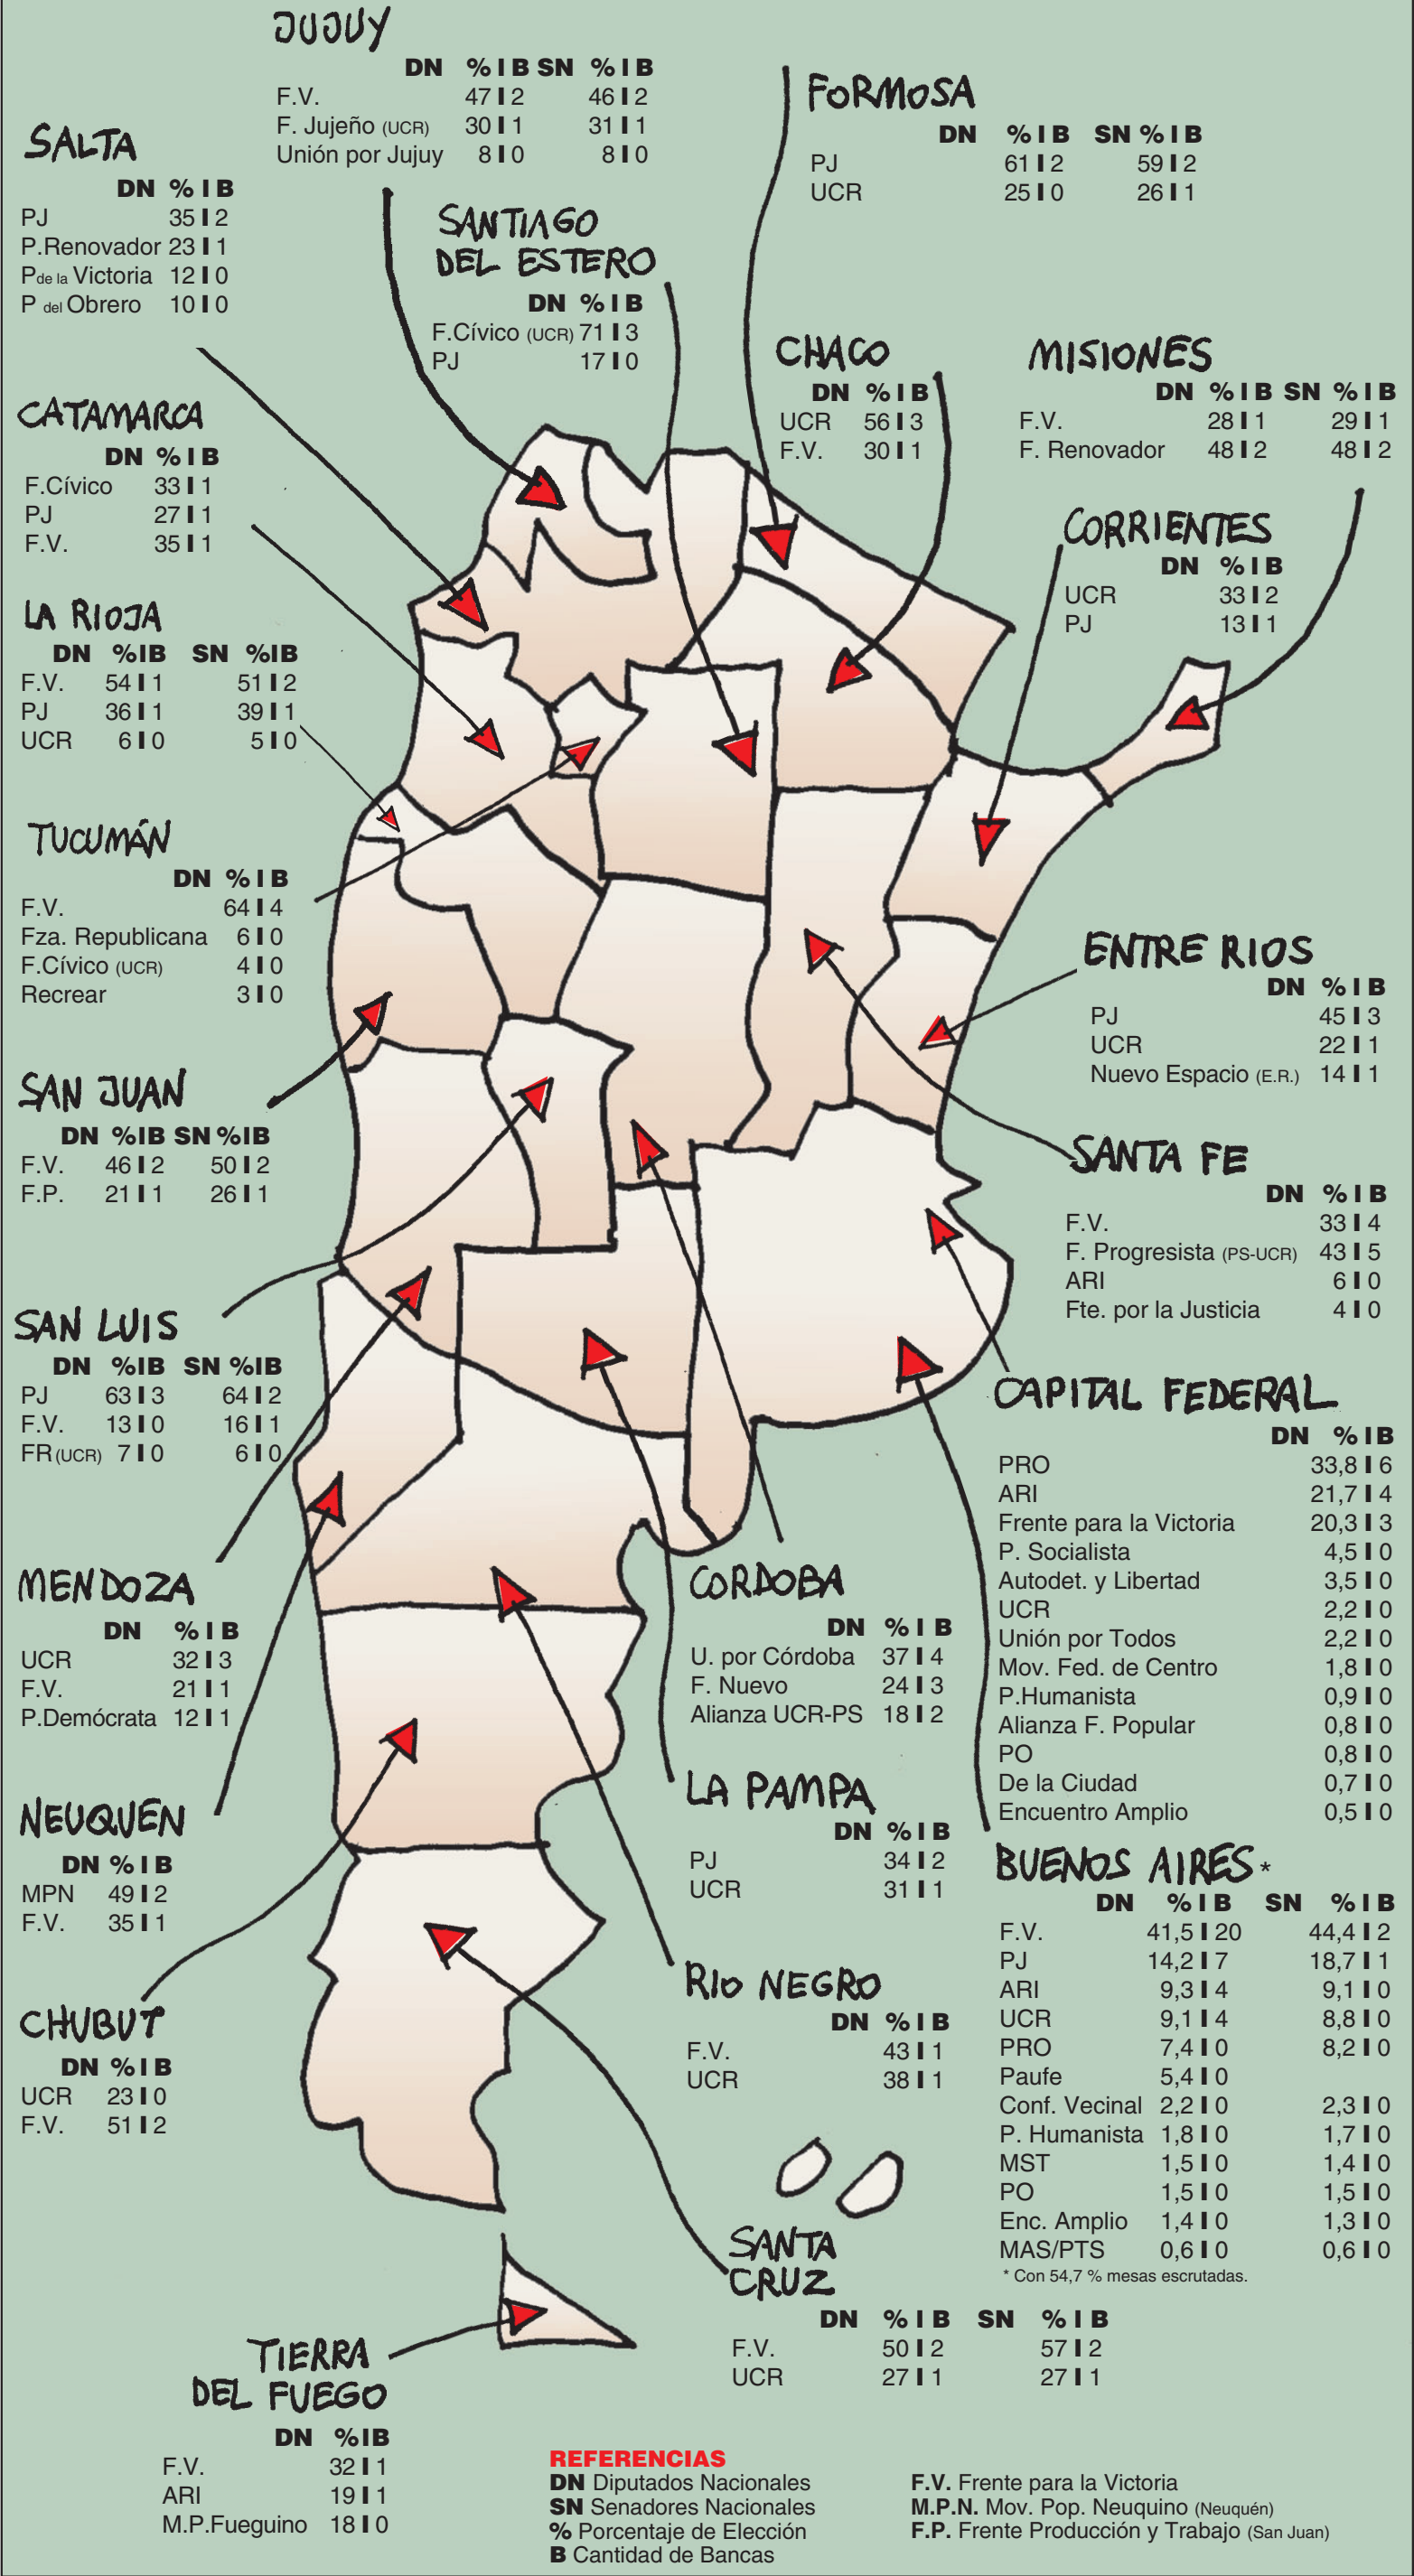 JUJUY
DN % I B SN % I B
F.V. 47 I 2 46 I 2
F. Jujeño (UCR) 30 I 1 31 I 1
Unión por Jujuy 8 I 0 8 I 0
FORMOSA
DN % I B SN % I B
PJ 61 I 2 59 I 2
UCR 25 I 0 26 I 1
SALTA
DN % I B
PJ 35 I 2
P.Renovador 23 I 1
P de la Victoria 12 I 0
P del Obrero 10 I 0
SANTIAGO
DEL ESTERO
DN % I B
F.Cívico (UCR) 71 I 3
PJ 17 I 0
CHACO
DN % I B
UCR 56 I 3
F.V. 30 I 1
MISIONES
DN % I B SN % I B
F.V. 28 I 1 29 I 1
F. Renovador 48 I 2 48 I 2
CATAMARCA
DN % I B
F.Cívico 33 I 1
PJ 27 I 1
F.V. 35 I 1
CORRIENTES
DN % I B
UCR 33 I 2
PJ 13 I 1
LA RIOJA
DN %IB SN %IB
F.V. 54 I 1 51 I 2
PJ 36 I 1 39 I 1
UCR 6 I 0 5 I 0
TUCUMÁN
DN % I B
F.V. 64 I 4
Fza. Republicana 6 I 0
F.Cívico (UCR) 4 I 0
Recrear 3 I 0
ENTRE RIOS
DN % I B
PJ 45 I 3
UCR 22 I 1
Nuevo Espacio (E.R.) 14 I 1
SAN JUAN
DN %IB SN %IB
F.V. 46 I 2 50 I 2
F.P. 21 I 1 26 I 1
SANTA FE
DN % I B
F.V. 33 I 4
F. Progresista (PS-UCR) 43 I 5
ARI 6 I 0
Fte. por la Justicia 4 I 0
SAN LUIS
DN %IB SN %IB
PJ 63 I 3 64 I 2
F.V. 13 I 0 16 I 1
FR (UCR) 7 I 0 6 I 0
CAPITAL FEDERAL
DN % I B
PRO 33,8 I 6
ARI 21,7 I 4
Frente para la Victoria 20,3 I 3
P. Socialista 4,5 I 0
Autodet. y Libertad 3,5 I 0
UCR 2,2 I 0
Unión por Todos 2,2 I 0
Mov. Fed. de Centro 1,8 I 0
P.Humanista 0,9 I 0
Alianza F. Popular 0,8 I 0
PO 0,8 I 0
De la Ciudad 0,7 I 0
Encuentro Amplio 0,5 I 0
MENDOZA
DN % I B
UCR 32 I 3
F.V. 21 I 1
P.Demócrata 12 I 1
CORDOBA
DN % I B
U. por Córdoba 37 I 4
F. Nuevo 24 I 3
Alianza UCR-PS 18 I 2
NEUQUEN
DN % I B
MPN 49 I 2
F.V. 35 I 1
LA PAMPA
DN % I B
PJ 34 I 2
UCR 31 I 1
BUENOS AIRES *
DN % I B SN % I B
F.V. 41,5 I 20 44,4 I 2
PJ 14,2 I 7 18,7 I 1
ARI 9,3 I 4 9,1 I 0
UCR 9,1 I 4 8,8 I 0
PRO 7,4 I 0 8,2 I 0
Paufe 5,4 I 0
Conf. Vecinal 2,2 I 0 2,3 I 0
P. Humanista 1,8 I 0 1,7 I 0
MST 1,5 I 0 1,4 I 0
PO 1,5 I 0 1,5 I 0
Enc. Amplio 1,4 I 0 1,3 I 0
MAS/PTS 0,6 I 0 0,6 I 0
* Con 54,7 % mesas escrutadas.
RIO NEGRO
DN % I B
F.V. 43 I 1
UCR 38 I 1
CHUBUT
DN % I B
UCR 23 I 0
F.V. 51 I 2
SANTA
CRUZ
DN % I B SN % I B
F.V. 50 I 2 57 I 2
UCR 27 I 1 27 I 1
TIERRA
DEL FUEGO
DN %IB
F.V. 32 I 1
ARI 19 I 1
M.P.Fueguino 18 I 0
REFERENCIAS
DN Diputados Nacionales
SN Senadores Nacionales
% Porcentaje de Elección
B Cantidad de Bancas
F.V. Frente para la Victoria
M.P.N. Mov. Pop. Neuquino (Neuquén)
F.P. Frente Producción y Trabajo (San Juan)